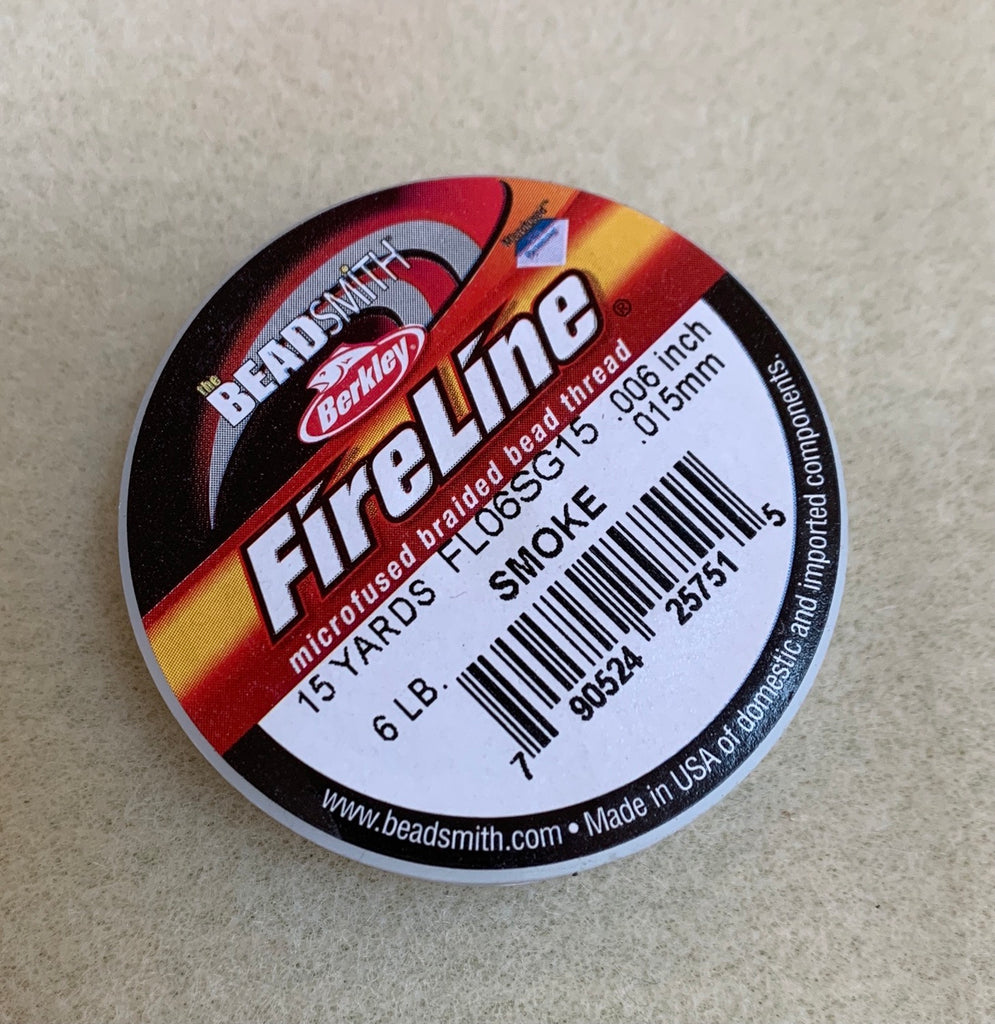 the
BEADSMITH
Berkley
FireLine®
microfused braided bead thread
15 YARDS FL06SG15 .006 inch
.015mm
6 LB. SMOKE
7 90524 25751 5
www.beadsmith.com • Made in USA of domestic and imported components.